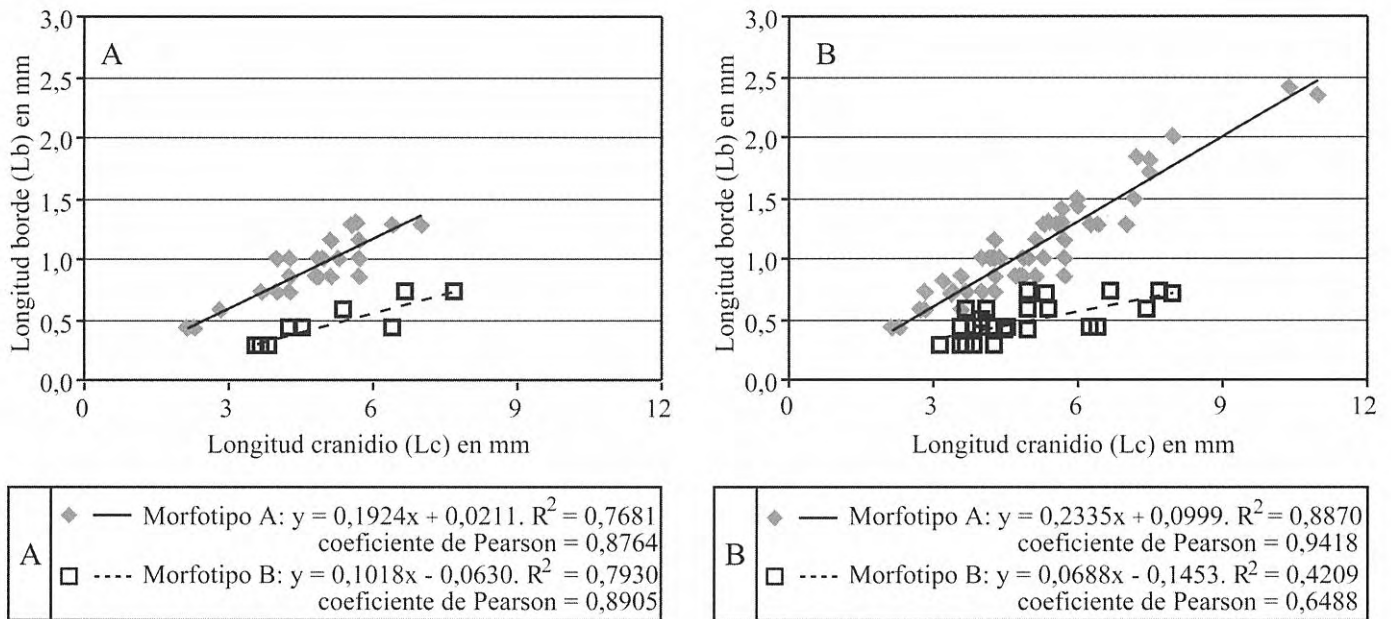 3,0
2,5
2,0
1,5
1,0
0,5
0,0
0
3
6
9
12
A
Longitud borde (Lb) en mm
Longitud cranidio (Lc) en mm
3,0
2,5
2,0
1,5
1,0
0,5
0,0
0
3
6
9
12
B
Longitud borde (Lb) en mm
Longitud cranidio (Lc) en mm
A
Morfotipo A: y = 0,1924x + 0,0211. R² = 0,7681
coeficiente de Pearson = 0,8764
Morfotipo B: y = 0,1018x - 0,0630. R² = 0,7930
coeficiente de Pearson = 0,8905
B
Morfotipo A: y = 0,2335x + 0,0999. R² = 0,8870
coeficiente de Pearson = 0,9418
Morfotipo B: y = 0,0688x - 0,1453. R² = 0,4209
coeficiente de Pearson = 0,6488